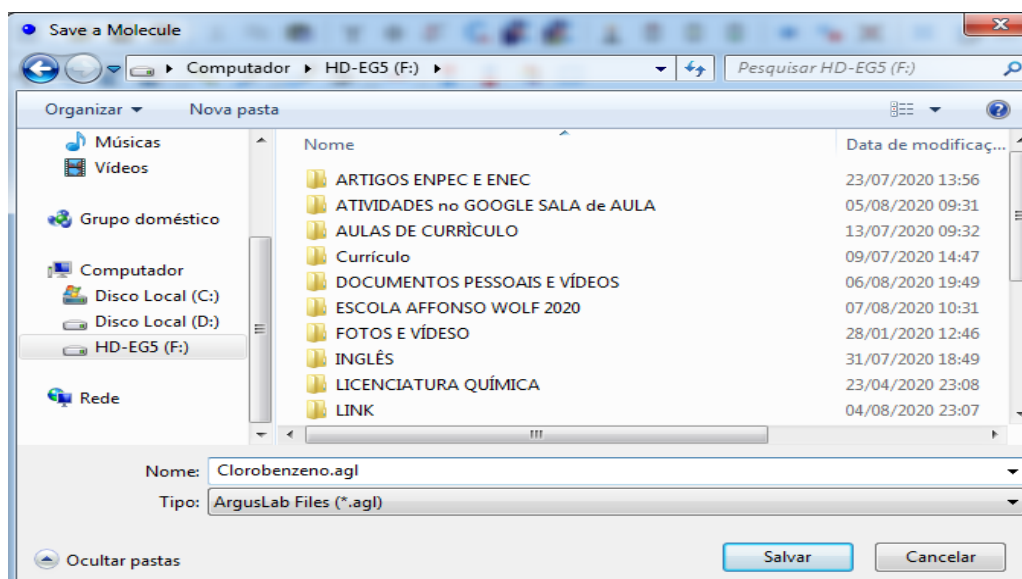 Save a Molecule
Computador HD-EG5 (F:) Pesquisar HD-EG5 (F:)
Organizar Nova pasta
Músicas
Vídeos
Grupo doméstico
Computador
Disco Local (C:)
Disco Local (D:)
HD-EG5 (F:)
Rede
Nome Data de modificaç...
ARTIGOS ENPEC E ENEC 23/07/2020 13:56
ATIVIDADES no GOOGLE SALA de AULA 05/08/2020 09:31
AULAS DE CURRÌCULO 13/07/2020 09:32
Currículo 09/07/2020 14:47
DOCUMENTOS PESSOAIS E VÍDEOS 06/08/2020 19:49
ESCOLA AFFONSO WOLF 2020 07/08/2020 10:31
FOTOS E VÍDESO 28/01/2020 12:46
INGLÊS 31/07/2020 18:49
LICENCIATURA QUÍMICA 23/04/2020 23:08
LINK 04/08/2020 23:07
Nome: Clorobenzeno.agl
Tipo: ArgusLab Files (*.agl)
Ocultar pastas Salvar Cancelar